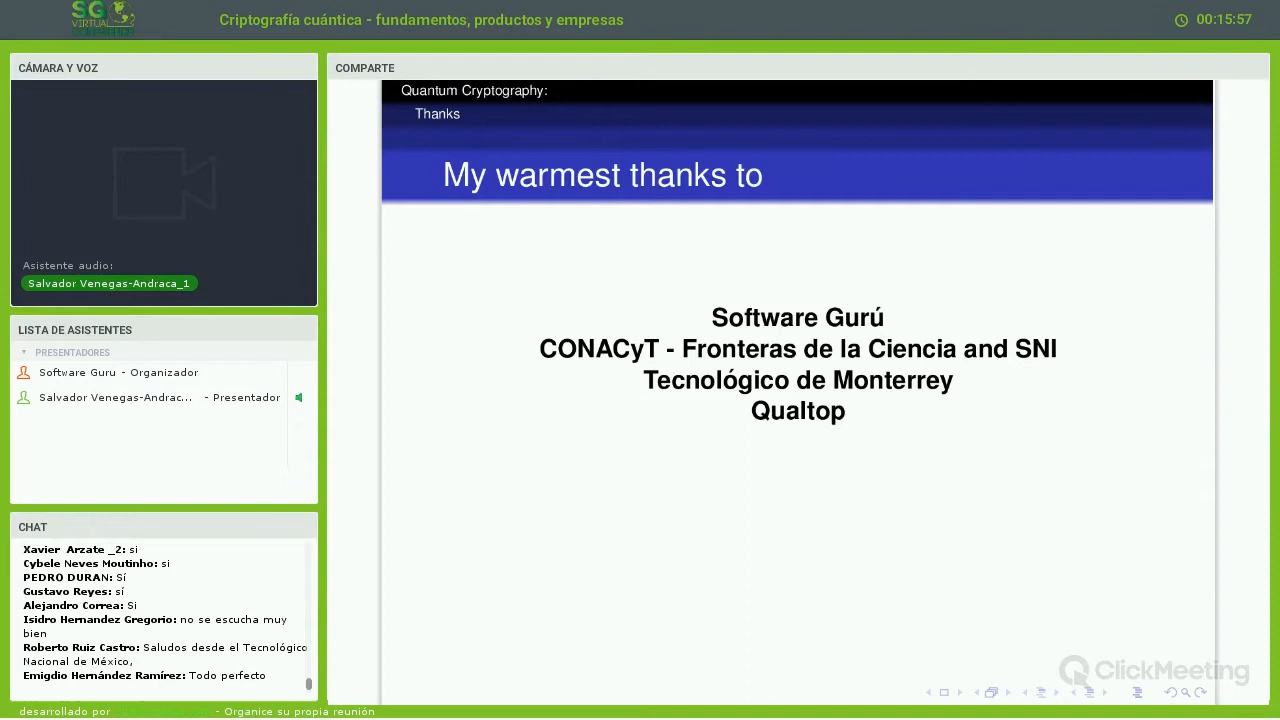 SG
VIRTUAL
Criptografía cuántica - fundamentos, productos y empresas
00:15:57
CÁMARA Y VOZ
Asistente audio:
Salvador Venegas-Andraca_1
LISTA DE ASISTENTES
PRESENTADORES
Software Guru - Organizador
Salvador Venegas-Andrac... - Presentador
CHAT
Xavier Arzate _2: si
Cybele Neves Moutinho: si
PEDRO DURAN: Sí
Gustavo Reyes: sí
Alejandro Correa: Si
Isidro Hernandez Gregorio: no se escucha muy
bien
Roberto Ruiz Castro: Saludos desde el Tecnológico
Nacional de México,
Emigdio Hernández Ramírez: Todo perfecto
desarrollado por - Organice su propia reunión
COMPARTE
Quantum Cryptography:
Thanks
My warmest thanks to
Software Gurú
CONACyT - Fronteras de la Ciencia and SNI
Tecnológico de Monterrey
Qualtop
ClickMeeting